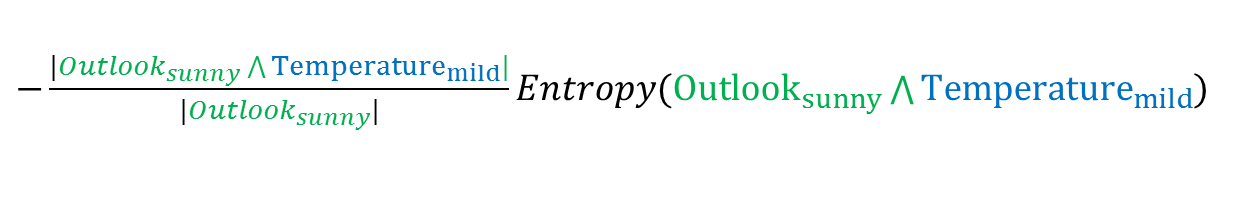 −|Outlook_sunny ⋀ Temperature_mild| / |Outlook_sunny| Entropy(Outlook_sunny ⋀ Temperature_mild)